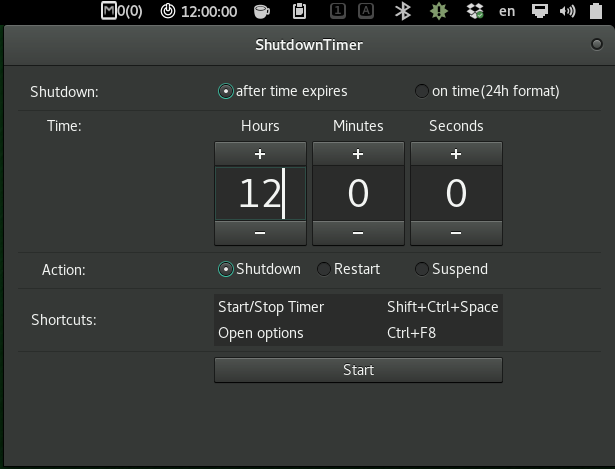 M 0(0) 12:00:00 1 A en
ShutdownTimer
Shutdown: after time expires on time(24h format)
Time: Hours Minutes Seconds
+ + +
12 0 0
− − −
Action: Shutdown Restart Suspend
Shortcuts:
Start/Stop Timer Shift+Ctrl+Space
Open options Ctrl+F8
Start